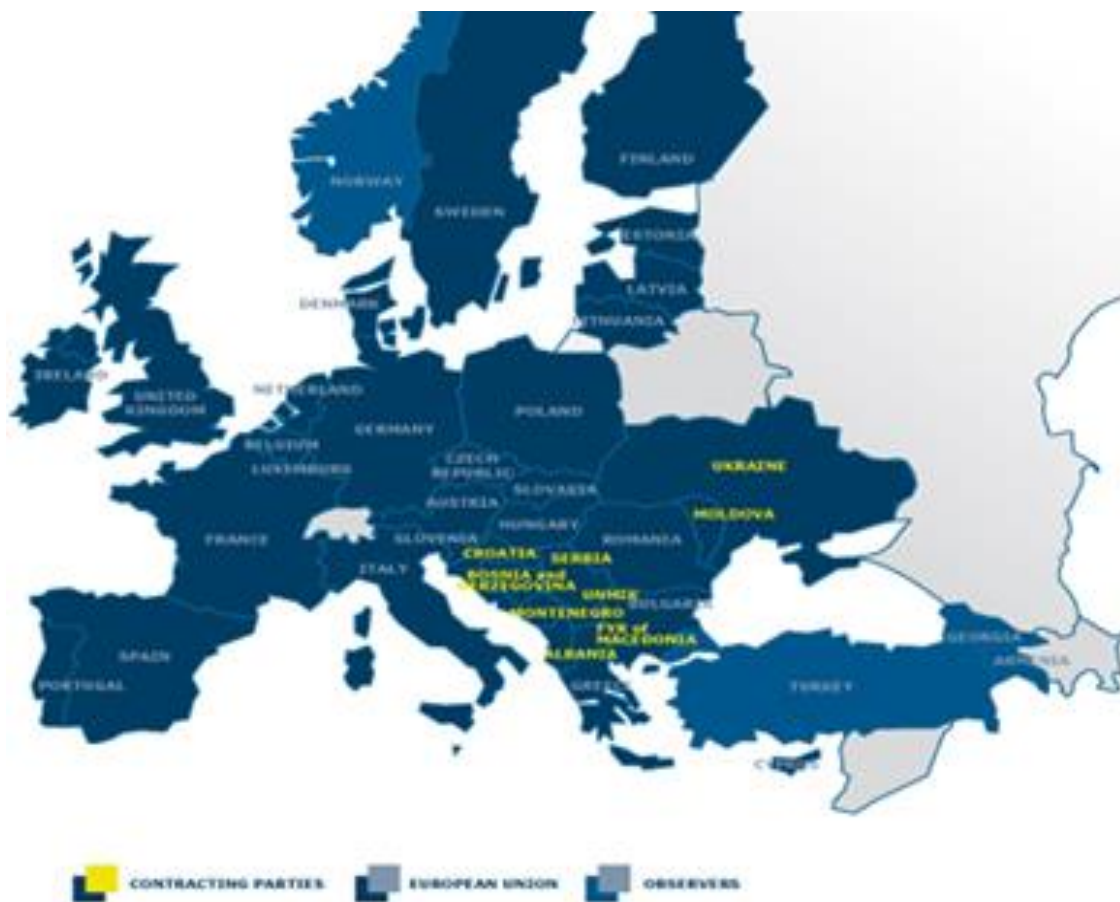 FINLAND
NORWAY
SWEDEN
ESTONIA
LATVIA
DENMARK
LITHUANIA
IRELAND
NETHERLAND
UNITED
KINGDOM
POLAND
GERMANY
BELGIUM
CZECH
REPUBLIC
UKRAINE
LUXEMBURG
SLOVAKIA
AUSTRIA
MOLDOVA
HUNGARY
FRANCE
SLOVENIA
ROMANIA
CROATIA
SERBIA
ITALY
BOSNIA and
HERZEGOVINA
UNMIK
BULGARIA
MONTENEGRO
FYR of
MACEDONIA
GEORGIA
ALBANIA
SPAIN
ARMENIA
PORTUGAL
GREECE
TURKEY
CYPRUS
CONTRACTING PARTIES
EUROPEAN UNION
OBSERVERS